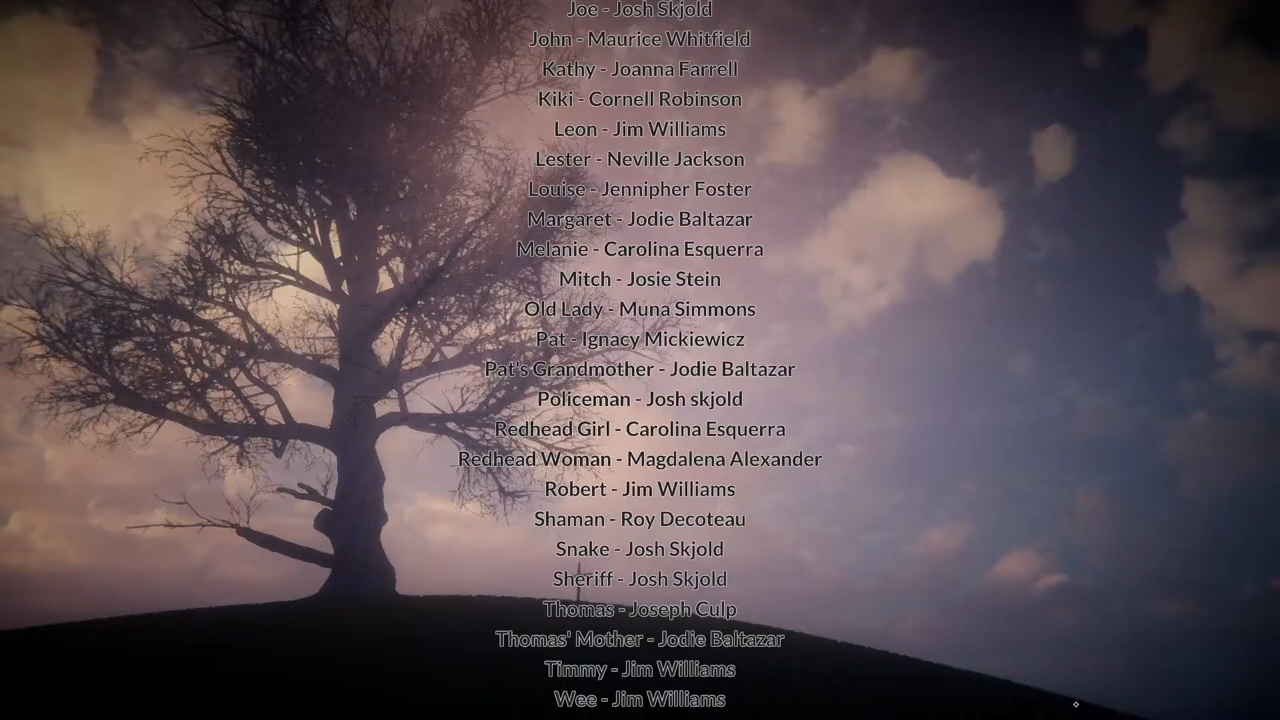 Joe - Josh Skjold
John - Maurice Whitfield
Kathy - Joanna Farrell
Kiki - Cornell Robinson
Leon - Jim Williams
Lester - Neville Jackson
Louise - Jennipher Foster
Margaret - Jodie Baltazar
Melanie - Carolina Esquerra
Mitch - Josie Stein
Old Lady - Muna Simmons
Pat - Ignacy Mickiewicz
Pat's Grandmother - Jodie Baltazar
Policeman - Josh skjold
Redhead Girl - Carolina Esquerra
Redhead Woman - Magdalena Alexander
Robert - Jim Williams
Shaman - Roy Decoteau
Snake - Josh Skjold
Sheriff - Josh Skjold
Thomas - Joseph Culp
Thomas' Mother - Jodie Baltazar
Timmy - Jim Williams
Wee - Jim Williams